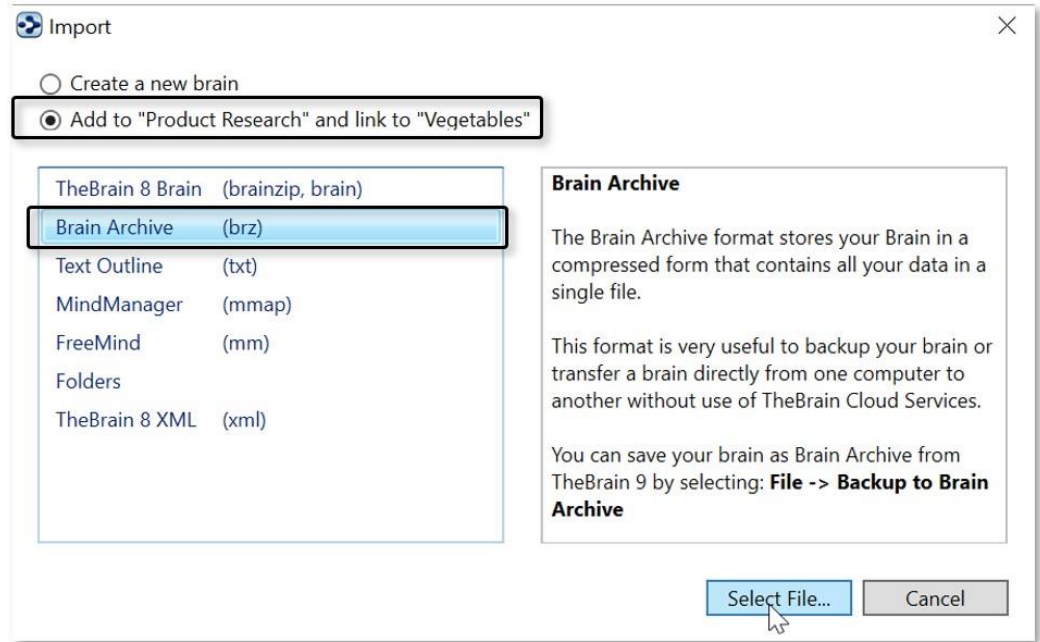 Import
Create a new brain
Add to "Product Research" and link to "Vegetables"
TheBrain 8 Brain (brainzip, brain)
Brain Archive (brz)
Text Outline (txt)
MindManager (mmap)
FreeMind (mm)
Folders
TheBrain 8 XML (xml)
Brain Archive
The Brain Archive format stores your Brain in a
compressed form that contains all your data in a
single file.
This format is very useful to backup your brain or
transfer a brain directly from one computer to
another without use of TheBrain Cloud Services.
You can save your brain as Brain Archive from
TheBrain 9 by selecting: File -> Backup to Brain
Archive
Select File...
Cancel